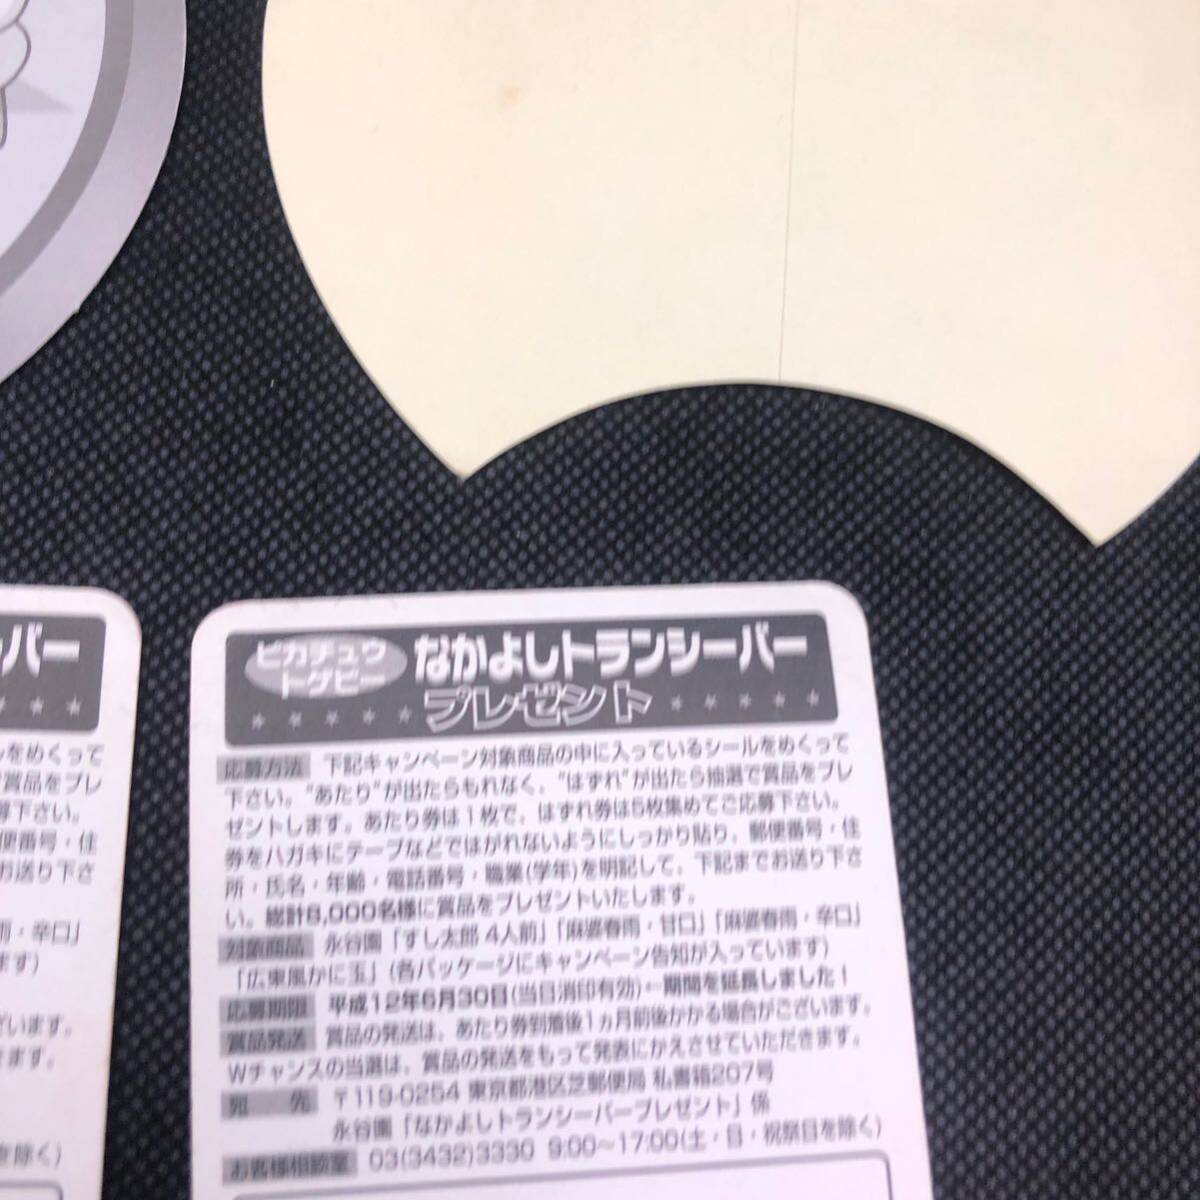 ーバー
ピカチュウ
トゲピー
なかよしトランシーバー
プレゼント
応募方法 下記キャンペーン対象商品の中に入っているシールをめくって
下さい。"あたり"が出たらもれなく、"はずれ"が出たら抽選で賞品をプレ
ゼントします。あたり券は1枚で、はずれ券は5枚集めてご応募下さい。
券をハガキにテープなどではがれないようにしっかり貼り、郵便番号・住
所・氏名・年齢・電話番号・職業(学年)を明記して、下記までお送り下さ
い。総計8,000名様に賞品をプレゼントいたします。
対象商品 永谷園「すし太郎 4人前」「麻婆春雨・甘口」「麻婆春雨・辛口」
「広東風かに玉」(各パッケージにキャンペーン告知が入っています)
応募期限 平成12年6月30日(当日消印有効)←期間を延長しました!
賞品発送 賞品の発送は、あたり券到着後1ヵ月前後かかる場合がございます。
Wチャンスの当選は、賞品の発送をもって発表にかえさせていただきます。
宛 先 〒119-0254 東京都港区芝郵便局 私書箱207号
永谷園「なかよしトランシーバープレゼント」係
お客様相談室 03(3432)3330 9:00〜17:00(土・日・祝祭日を除く)
をめくって
賞品をプレ
募下さい。
便番号・住
お送り下さ
雨・辛口」
ます)
ざいます。
きます。
を除く)